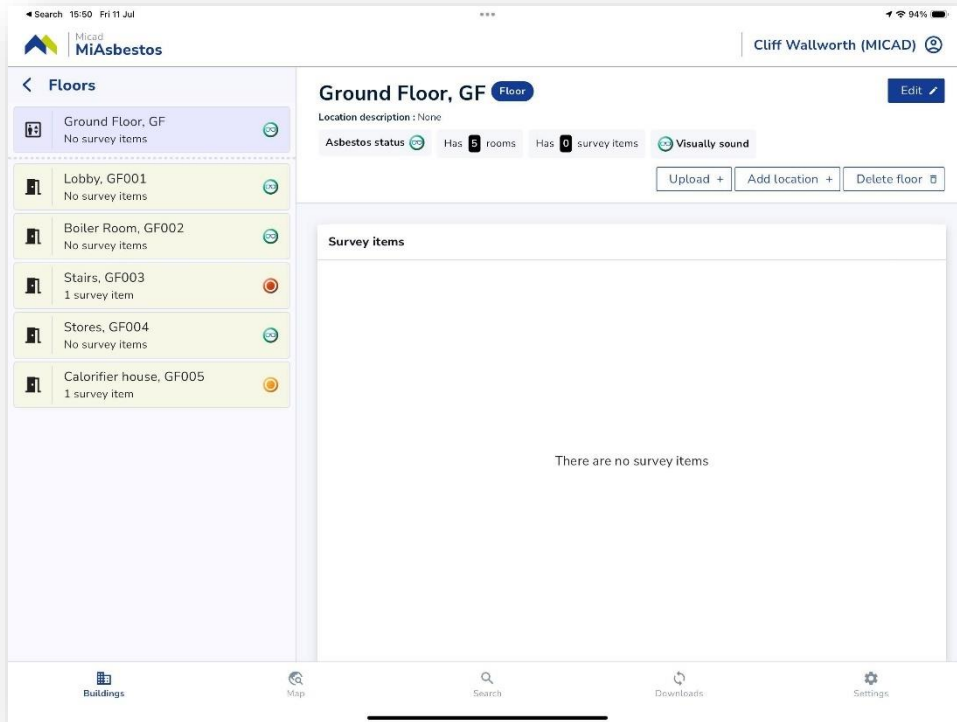 Search 15:50 Fri 11 Jul
94%
Micad
MiAsbestos
Cliff Wallworth (MICAD)
Floors
Ground Floor, GF
No survey items
Lobby, GF001
No survey items
Boiler Room, GF002
No survey items
Stairs, GF003
1 survey item
Stores, GF004
No survey items
Calorifier house, GF005
1 survey item
Ground Floor, GF Floor
Edit
Location description : None
Asbestos status Has 5 rooms Has 0 survey items Visually sound
Upload + Add location + Delete floor
Survey items
There are no survey items
Buildings Map Search Downloads Settings